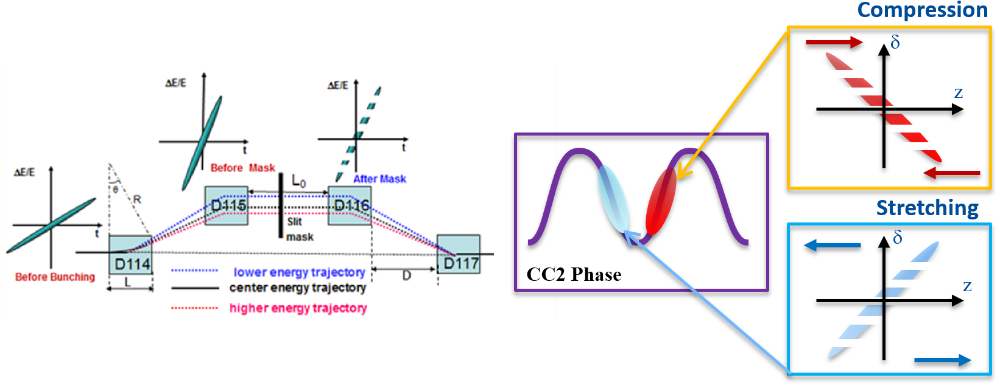 Compression
δ
z
ΔE/E
t
ΔE/E
t
Before Mask
L0
After Mask
ΔE/E
t
θ
R
D115
D116
Slit
mask
D114
D117
Before Bunching
L
D
lower energy trajectory
center energy trajectory
higher energy trajectory
CC2 Phase
Stretching
δ
z